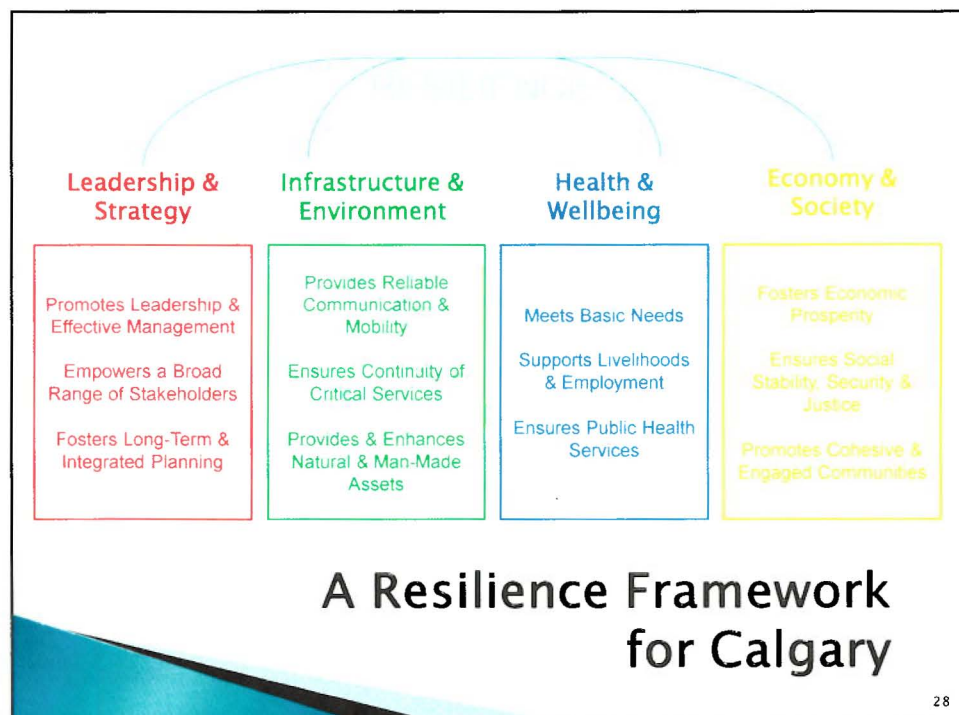 Leadership &
Strategy
Promotes Leadership &
Effective Management
Empowers a Broad
Range of Stakeholders
Fosters Long-Term &
Integrated Planning
Infrastructure &
Environment
Provides Reliable
Communication &
Mobility
Ensures Continuity of
Critical Services
Provides & Enhances
Natural & Man-Made
Assets
Health &
Wellbeing
Meets Basic Needs
Supports Livelihoods
& Employment
Ensures Public Health
Services
Economy &
Society
Fosters Economic
Prosperity
Ensures Social
Stability, Security &
Justice
Promotes Cohesive &
Engaged Communities
A Resilience Framework
for Calgary
28